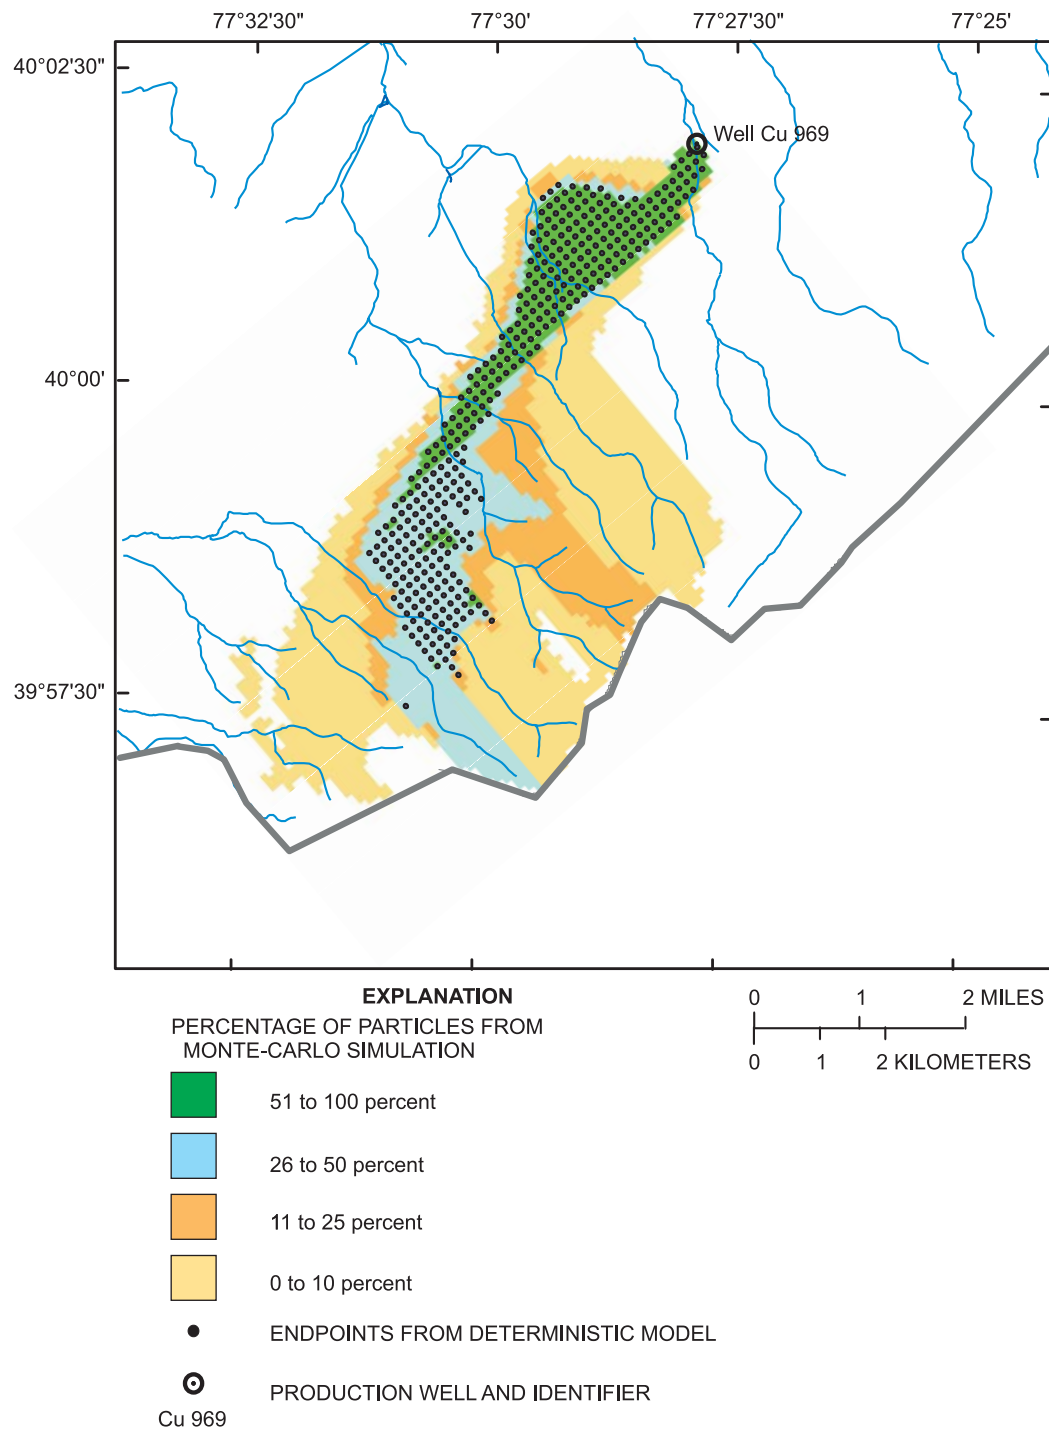 77°32'30" 77°30' 77°27'30" 77°25'
40°02'30"
Well Cu 969
40°00'
39°57'30"
EXPLANATION
PERCENTAGE OF PARTICLES FROM
MONTE-CARLO SIMULATION
51 to 100 percent
26 to 50 percent
11 to 25 percent
0 to 10 percent
ENDPOINTS FROM DETERMINISTIC MODEL
PRODUCTION WELL AND IDENTIFIER
Cu 969
0 1 2 MILES
0 1 2 KILOMETERS